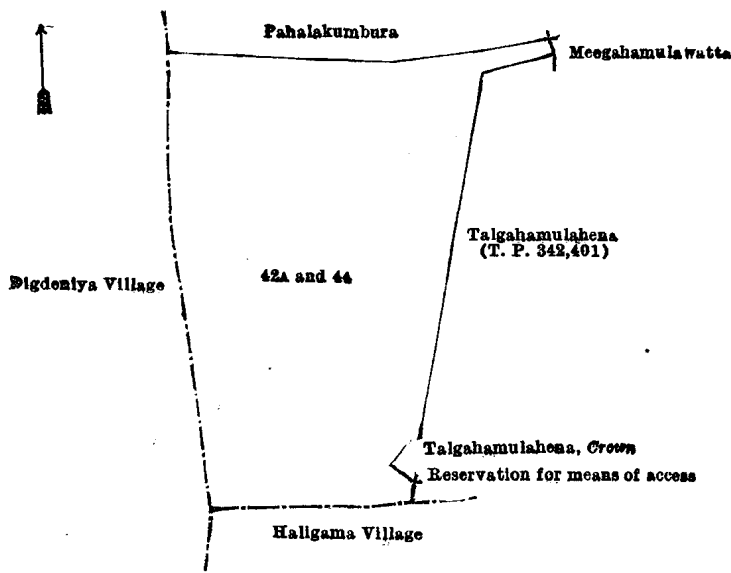 Pahalakumbura
Meegahamulawatta
Talgahamulahena
(T. P. 342,401)
Digdeniya Village
42A and 44
Talgahamulahena, Crown
Reservation for means of access
Haligama Village